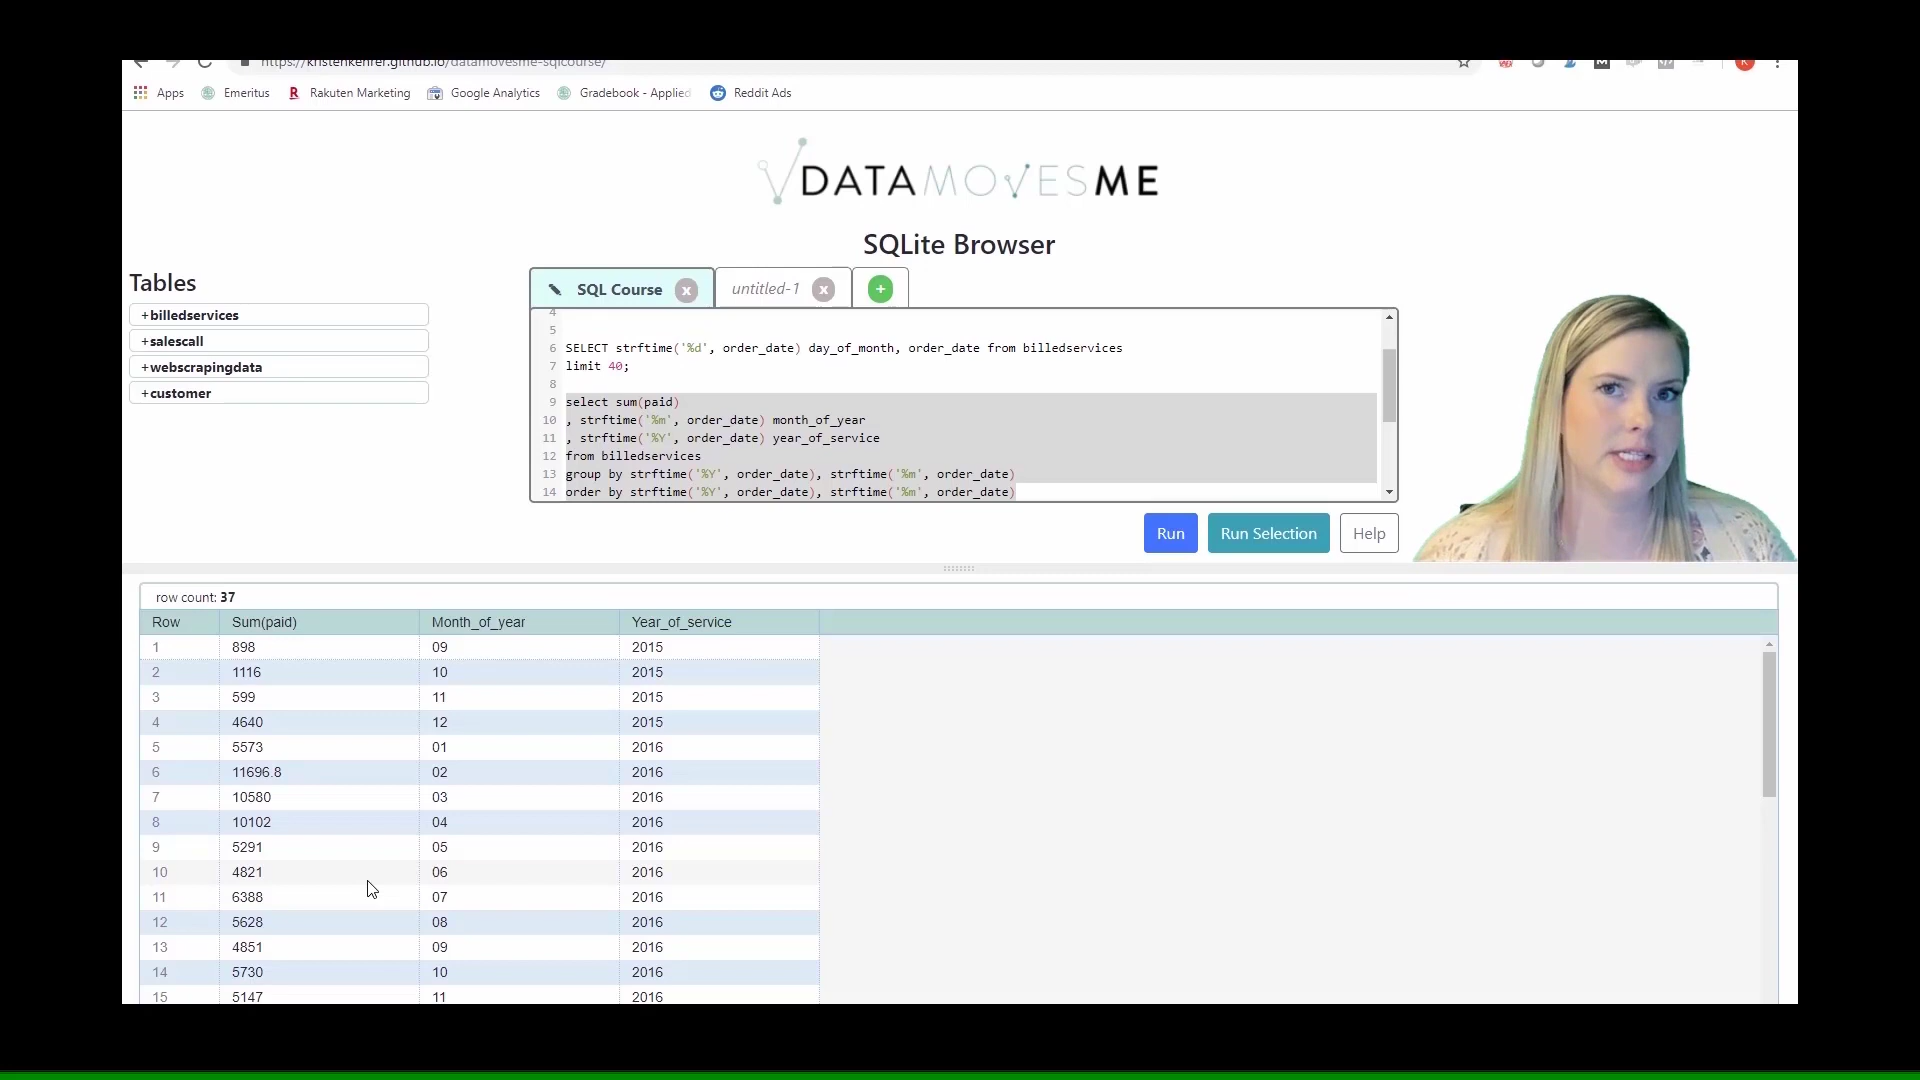 https://kristenkehrer.github.io/datamovesme-sqlcourse/
Apps Emeritus Rakuten Marketing Google Analytics Gradebook - Applied Reddit Ads
DATAMOVESME
SQLite Browser
Tables
+billedservices
+salescall
+webscrapingdata
+customer
SQL Course x untitled-1 x +
4
5
6 SELECT strftime('%d', order_date) day_of_month, order_date from billedservices
7 limit 40;
8
9 select sum(paid)
10 , strftime('%m', order_date) month_of_year
11 , strftime('%Y', order_date) year_of_service
12 from billedservices
13 group by strftime('%Y', order_date), strftime('%m', order_date)
14 order by strftime('%Y', order_date), strftime('%m', order_date)
Run Run Selection Help
row count: 37
Row Sum(paid) Month_of_year Year_of_service
1 898 09 2015
2 1116 10 2015
3 599 11 2015
4 4640 12 2015
5 5573 01 2016
6 11696.8 02 2016
7 10580 03 2016
8 10102 04 2016
9 5291 05 2016
10 4821 06 2016
11 6388 07 2016
12 5628 08 2016
13 4851 09 2016
14 5730 10 2016
15 5147 11 2016